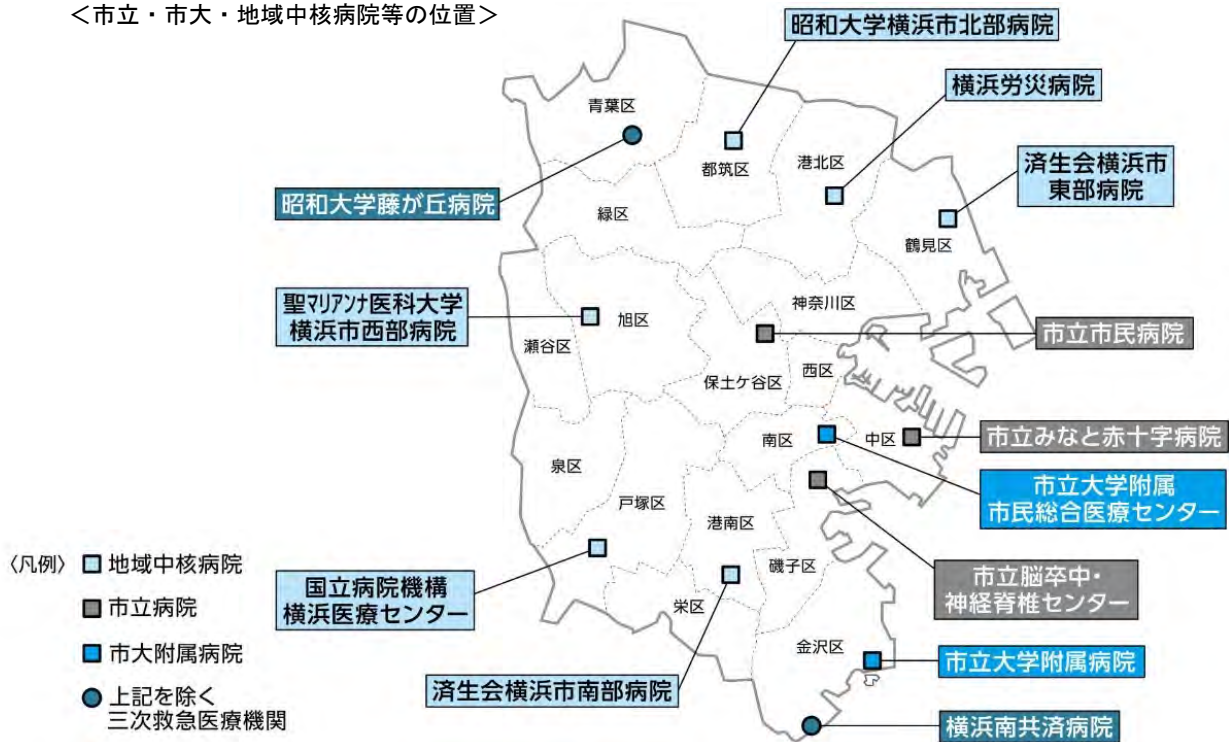 <市立・市大・地域中核病院等の位置>
昭和大学横浜市北部病院
横浜労災病院
青葉区
都筑区
港北区
済生会横浜市
東部病院
昭和大学藤が丘病院
緑区
鶴見区
聖マリアンナ医科大学
横浜市西部病院
旭区
瀬谷区
神奈川区
市立市民病院
保土ケ谷区
西区
南区
中区
市立みなと赤十字病院
泉区
戸塚区
港南区
市立大学附属
市民総合医療センター
〈凡例〉
地域中核病院
市立病院
市大附属病院
上記を除く
三次救急医療機関
国立病院機構
横浜医療センター
栄区
磯子区
市立脳卒中・
神経脊椎センター
金沢区
市立大学附属病院
済生会横浜市南部病院
横浜南共済病院